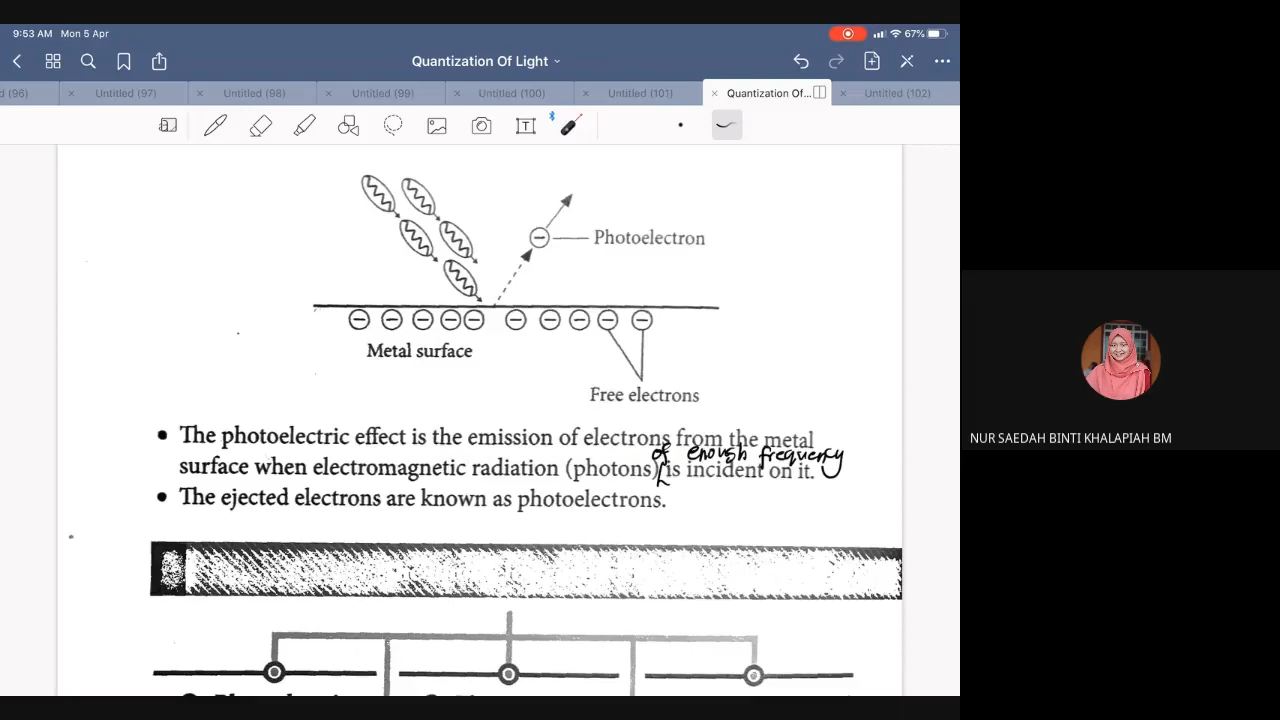 9:53 AM Mon 5 Apr
67%
Quantization Of Light
d (96)
Untitled (97)
Untitled (98)
Untitled (99)
Untitled (100)
Untitled (101)
Quantization Of...
Untitled (102)
T
Photoelectron
Metal surface
Free electrons
• The photoelectric effect is the emission of electrons from the metal
of enough frequency
surface when electromagnetic radiation (photons) is incident on it.
• The ejected electrons are known as photoelectrons.
NUR SAEDAH BINTI KHALAPIAH BM